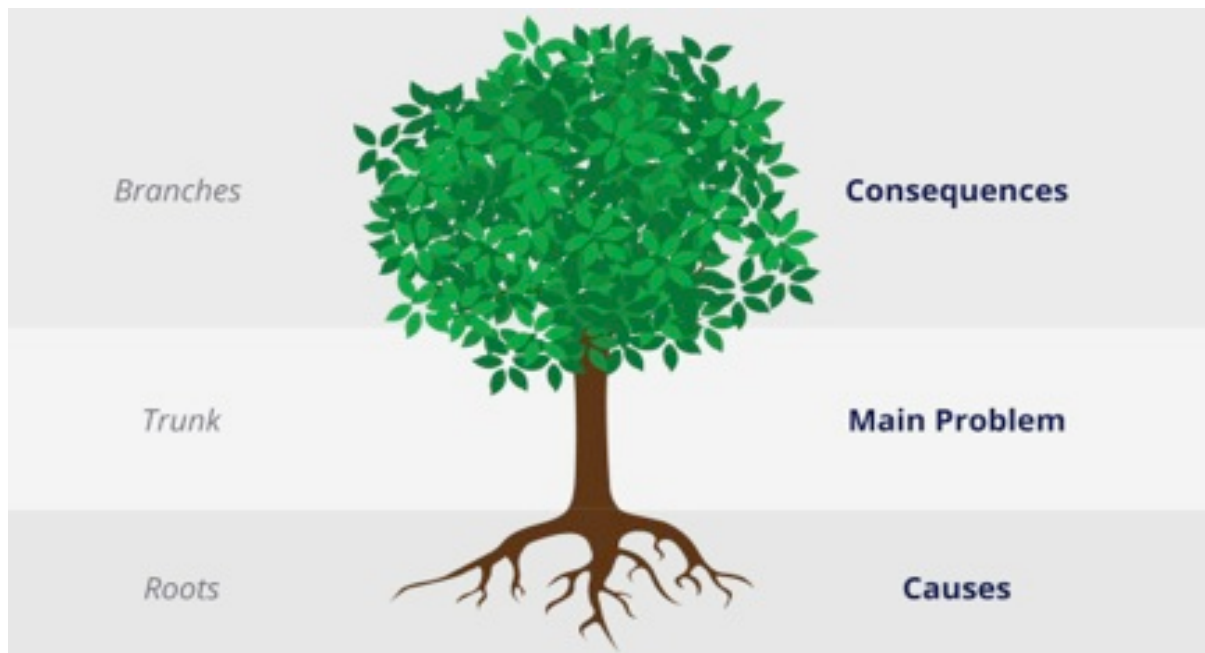 Branches
Consequences
Trunk
Main Problem
Roots
Causes